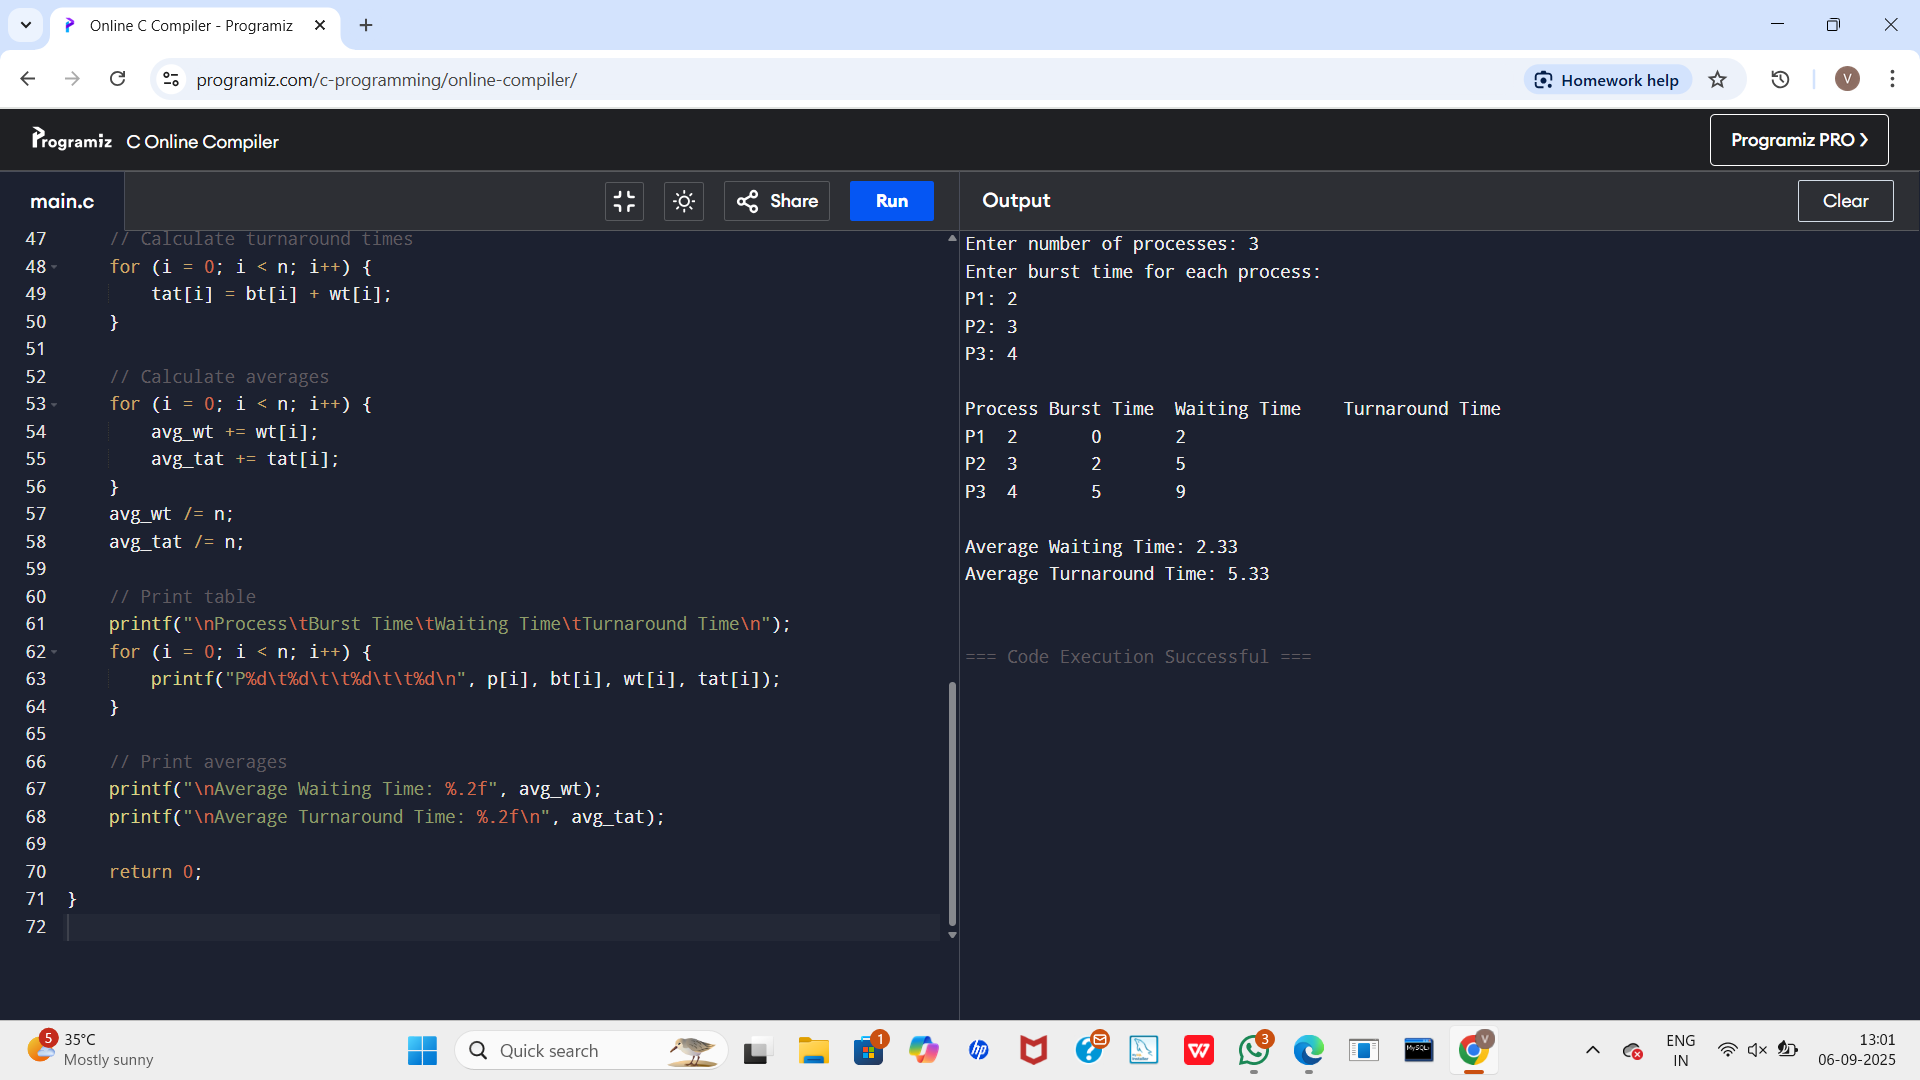 Online C Compiler - Programiz
programiz.com/c-programming/online-compiler/
Homework help
V
Programiz C Online Compiler
Programiz PRO
main.c
Share
Run
Output
Clear
47 // Calculate turnaround times
48 for (i = 0; i < n; i++) {
49 tat[i] = bt[i] + wt[i];
50 }
51
52 // Calculate averages
53 for (i = 0; i < n; i++) {
54 avg_wt += wt[i];
55 avg_tat += tat[i];
56 }
57 avg_wt /= n;
58 avg_tat /= n;
59
60 // Print table
61 printf("\nProcess\tBurst Time\tWaiting Time\tTurnaround Time\n");
62 for (i = 0; i < n; i++) {
63 printf("P%d\t%d\t\t%d\t\t%d\n", p[i], bt[i], wt[i], tat[i]);
64 }
65
66 // Print averages
67 printf("\nAverage Waiting Time: %.2f", avg_wt);
68 printf("\nAverage Turnaround Time: %.2f\n", avg_tat);
69
70 return 0;
71 }
72
Enter number of processes: 3
Enter burst time for each process:
P1: 2
P2: 3
P3: 4
Process Burst Time Waiting Time Turnaround Time
P1 2 0 2
P2 3 2 5
P3 4 5 9
Average Waiting Time: 2.33
Average Turnaround Time: 5.33
=== Code Execution Successful ===
5
35°C
Mostly sunny
Quick search
1
hp
W
3
MySQL
V
ENG
IN
13:01
06-09-2025